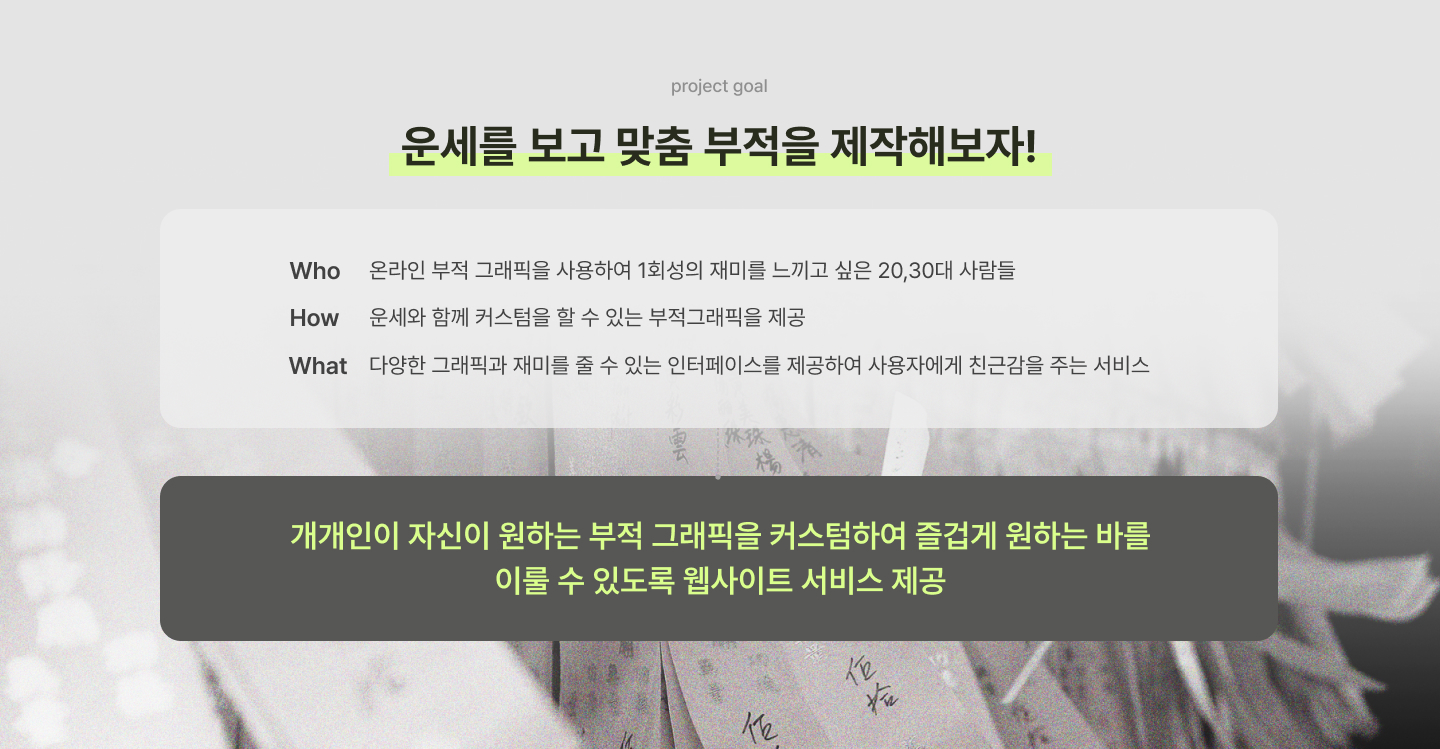 project goal
운세를 보고 맞춤 부적을 제작해보자!
Who 온라인 부적 그래픽을 사용하여 1회성의 재미를 느끼고 싶은 20,30대 사람들
How 운세와 함께 커스텀을 할 수 있는 부적그래픽을 제공
What 다양한 그래픽과 재미를 줄 수 있는 인터페이스를 제공하여 사용자에게 친근감을 주는 서비스
개개인이 자신이 원하는 부적 그래픽을 커스텀하여 즐겁게 원하는 바를
이룰 수 있도록 웹사이트 서비스 제공